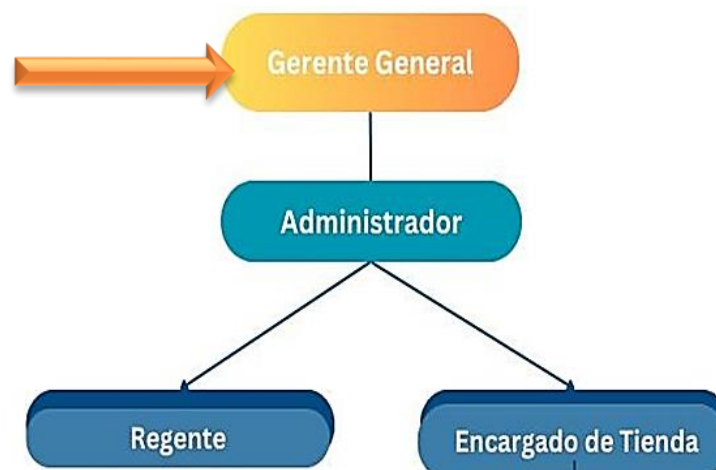 Gerente General
Administrador
Regente
Encargado de Tienda